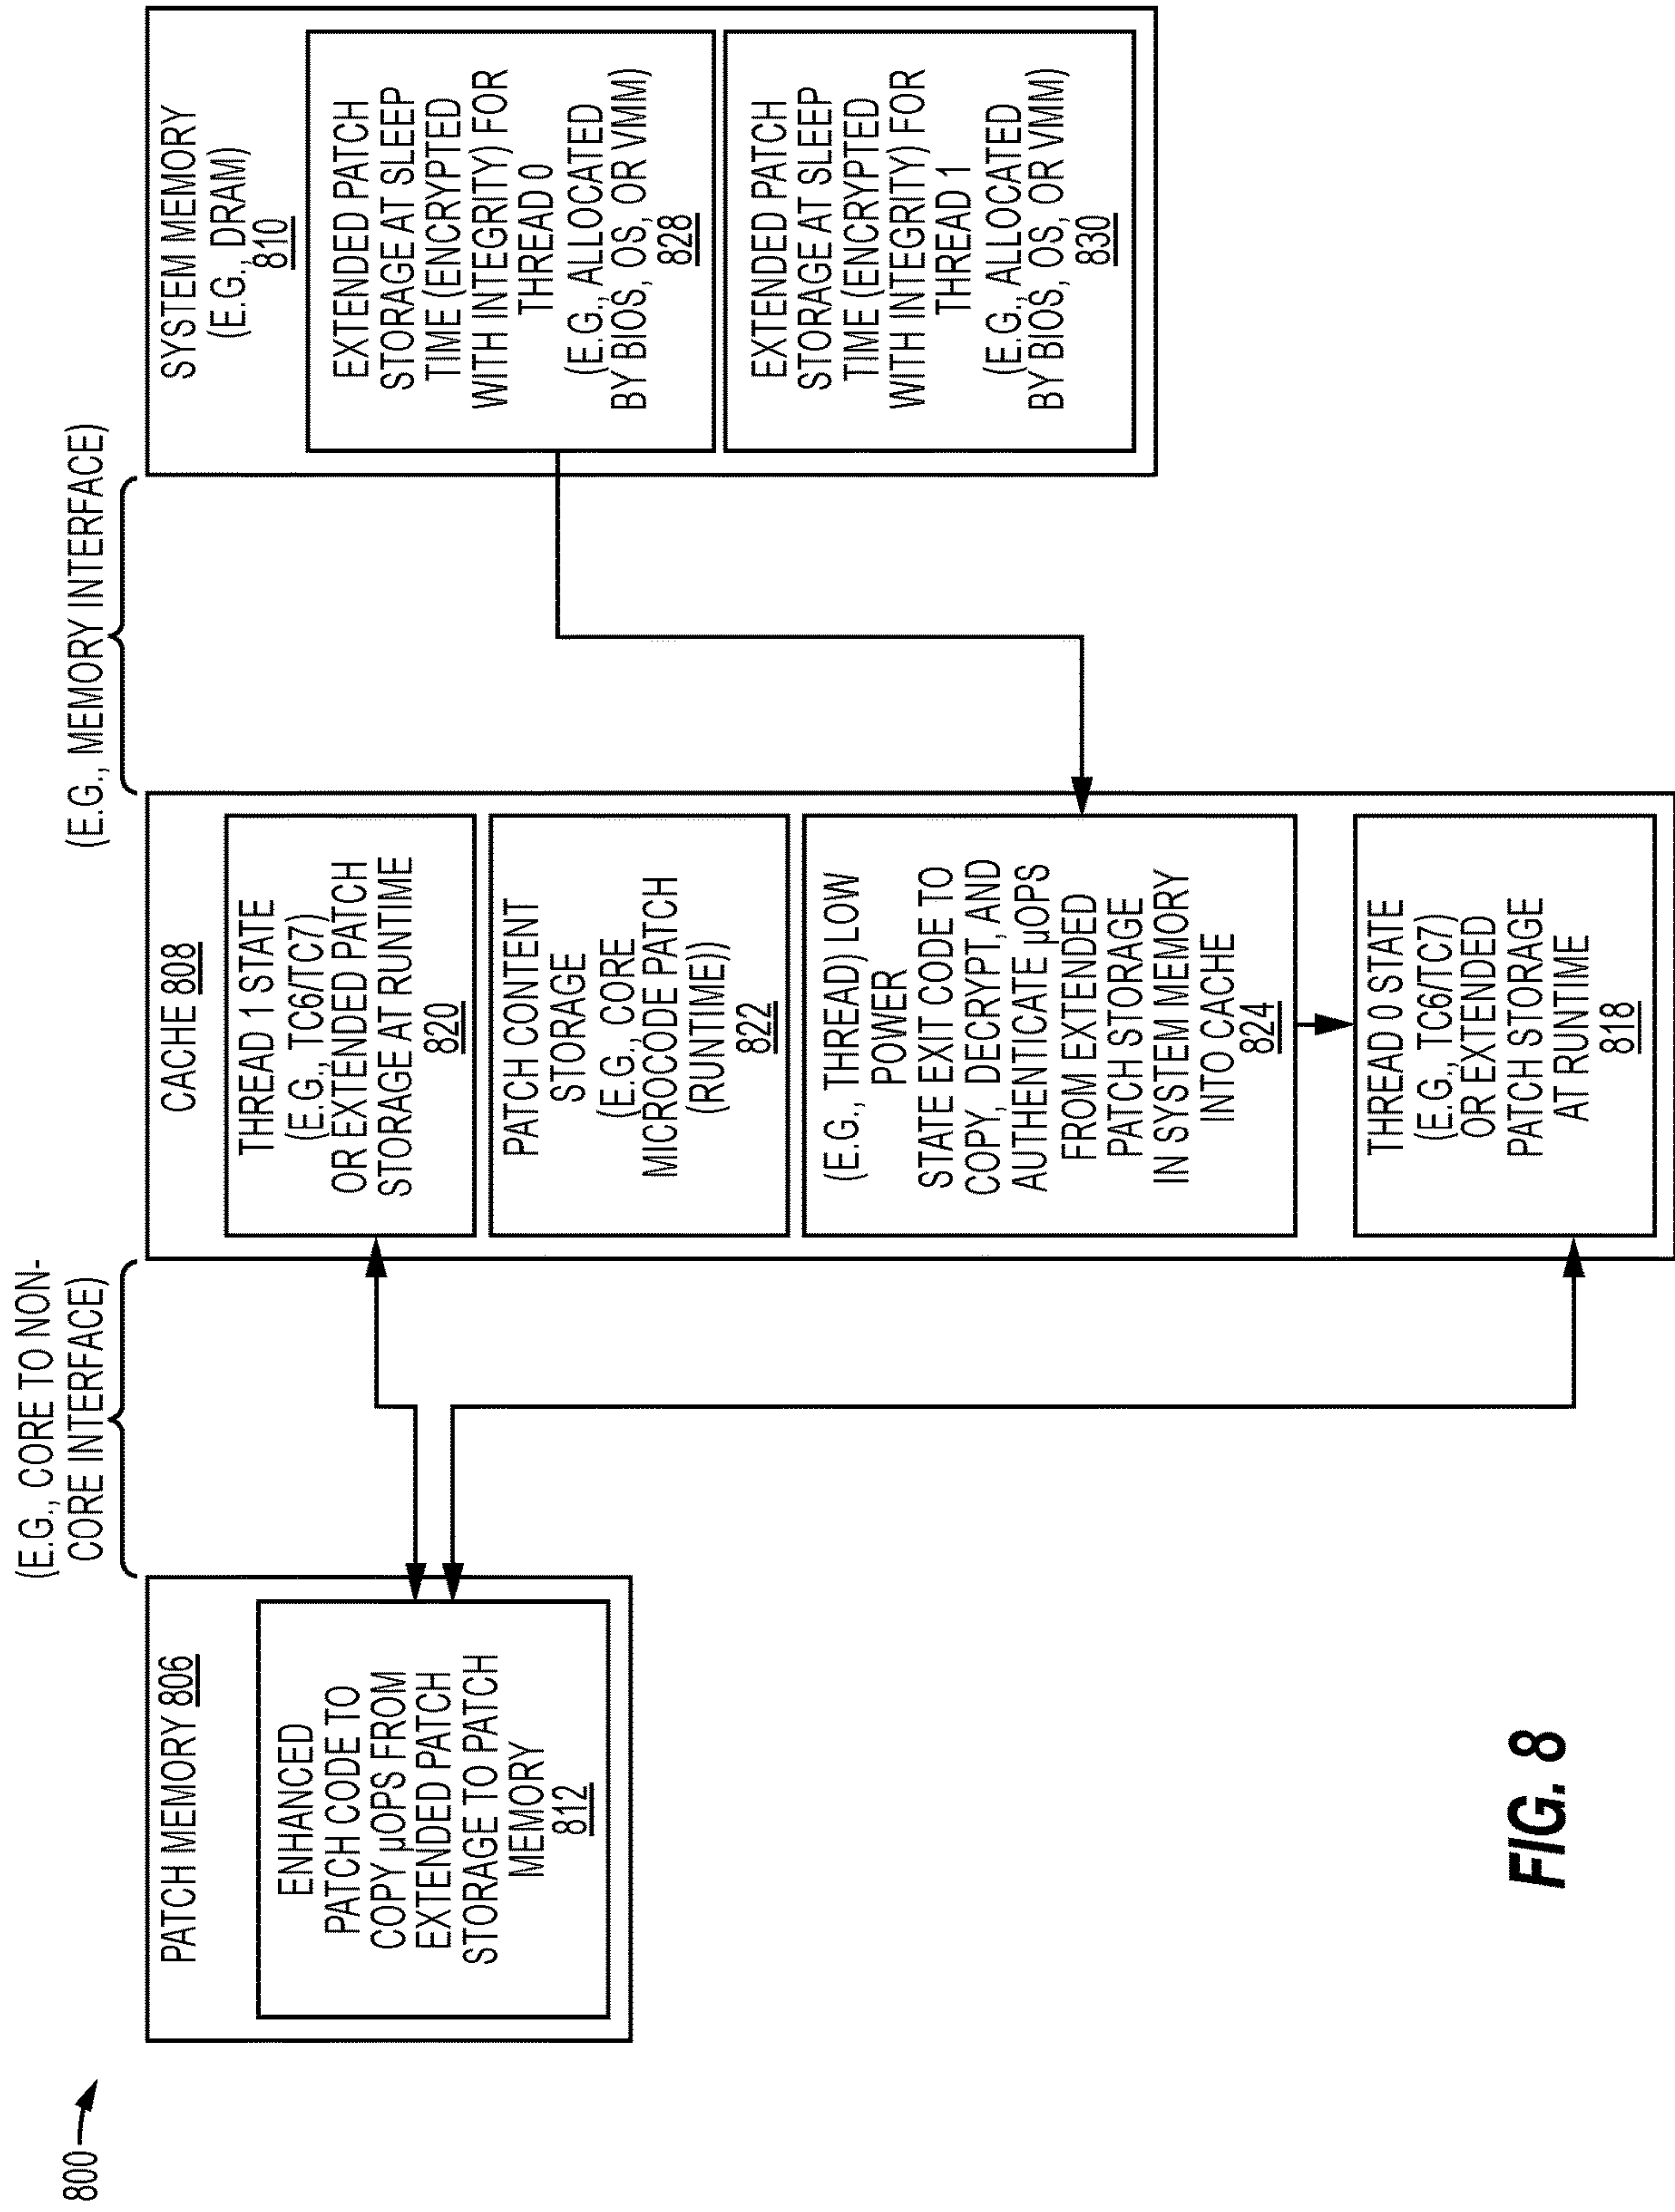 800
(E.G., CORE TO NON-
CORE INTERFACE)
(E.G., MEMORY INTERFACE)
PATCH MEMORY 806
ENHANCED
PATCH CODE TO
COPY µOPS FROM
EXTENDED PATCH
STORAGE TO PATCH
MEMORY
812
CACHE 808
THREAD 1 STATE
(E.G., TC6/TC7)
OR EXTENDED PATCH
STORAGE AT RUNTIME
820
PATCH CONTENT
STORAGE
(E.G., CORE
MICROCODE PATCH
(RUNTIME))
822
(E.G., THREAD) LOW
POWER
STATE EXIT CODE TO
COPY, DECRYPT, AND
AUTHENTICATE µOPS
FROM EXTENDED
PATCH STORAGE
IN SYSTEM MEMORY
INTO CACHE
824
THREAD 0 STATE
(E.G., TC6/TC7)
OR EXTENDED
PATCH STORAGE
AT RUNTIME
818
SYSTEM MEMORY
(E.G., DRAM)
810
EXTENDED PATCH
STORAGE AT SLEEP
TIME (ENCRYPTED
WITH INTEGRITY) FOR
THREAD 0
(E.G., ALLOCATED
BY BIOS, OS, OR VMM)
828
EXTENDED PATCH
STORAGE AT SLEEP
TIME (ENCRYPTED
WITH INTEGRITY) FOR
THREAD 1
(E.G., ALLOCATED
BY BIOS, OS, OR VMM)
830
FIG. 8